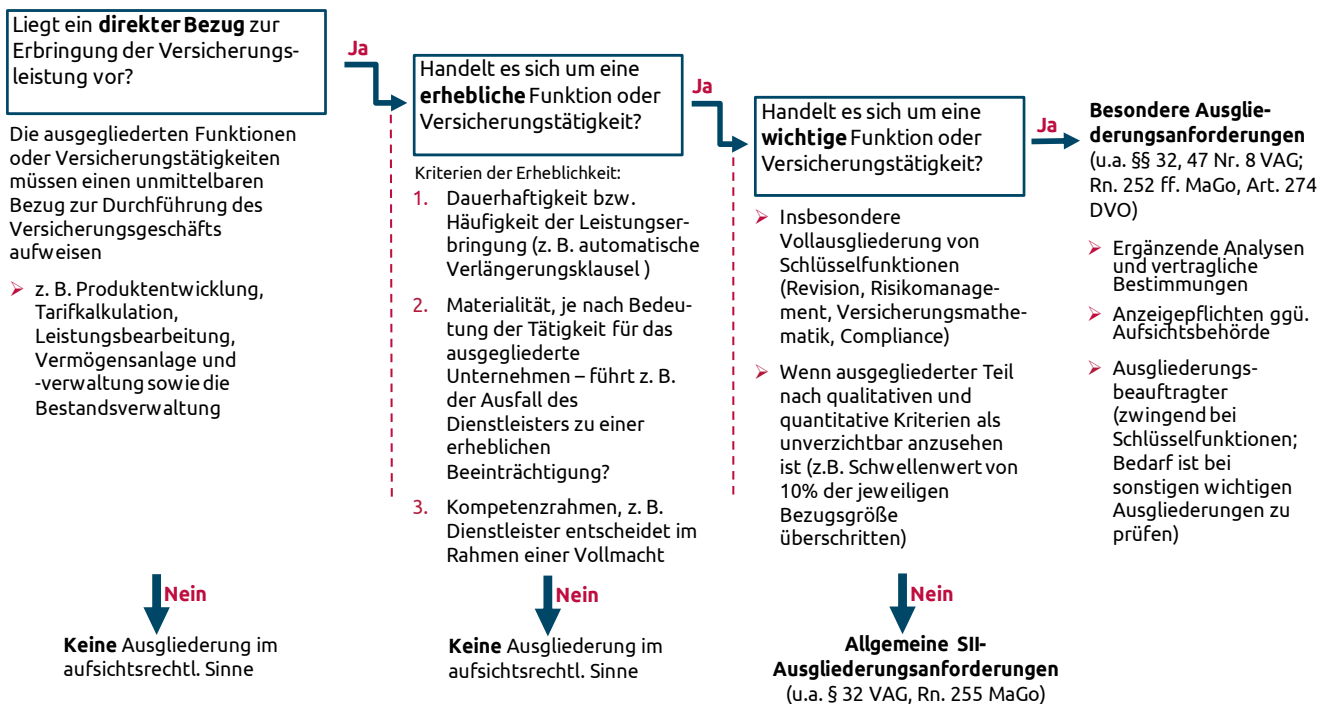 Liegt ein direkter Bezug zur
Erbringung der Versicherungs-
leistung vor?
Die ausgegliederten Funktionen
oder Versicherungstätigkeiten
müssen einen unmittelbaren
Bezug zur Durchführung des
Versicherungsgeschäfts
aufweisen
z. B. Produktentwicklung,
Tarifkalkulation,
Leistungsbearbeitung,
Vermögensanlage und
-verwaltung sowie die
Bestandsverwaltung
Nein
Keine Ausgliederung im
aufsichtsrechtl. Sinne
Ja
Handelt es sich um eine
erhebliche Funktion oder
Versicherungstätigkeit?
Kriterien der Erheblichkeit:
1. Dauerhaftigkeit bzw.
Häufigkeit der Leistungser-
bringung (z. B. automatische
Verlängerungsklausel )
2. Materialität, je nach Bedeu-
tung der Tätigkeit für das
ausgegliederte
Unternehmen – führt z. B.
der Ausfall des
Dienstleisters zu einer
erheblichen
Beeinträchtigung?
3. Kompetenzrahmen, z. B.
Dienstleister entscheidet im
Rahmen einer Vollmacht
Nein
Keine Ausgliederung im
aufsichtsrechtl. Sinne
Ja
Handelt es sich um eine
wichtige Funktion oder
Versicherungstätigkeit?
Insbesondere
Vollausgliederung von
Schlüsselfunktionen
(Revision, Risikomanage-
ment, Versicherungsmathe-
matik, Compliance)
Wenn ausgegliederter Teil
nach qualitativen und
quantitative Kriterien als
unverzichtbar anzusehen
ist (z.B. Schwellenwert von
10% der jeweiligen
Bezugsgröße
überschritten)
Nein
Allgemeine SII-
Ausgliederungsanforderungen
(u.a. § 32 VAG, Rn. 255 MaGo)
Ja
Besondere Ausglie-
derungsanforderungen
(u.a. §§ 32, 47 Nr. 8 VAG;
Rn. 252 ff. MaGo, Art. 274
DVO)
Ergänzende Analysen
und vertragliche
Bestimmungen
Anzeigepflichten ggü.
Aufsichtsbehörde
Ausgliederungs-
beauftragter
(zwingend bei
Schlüsselfunktionen;
Bedarf ist bei
sonstigen wichtigen
Ausgliederungen zu
prüfen)